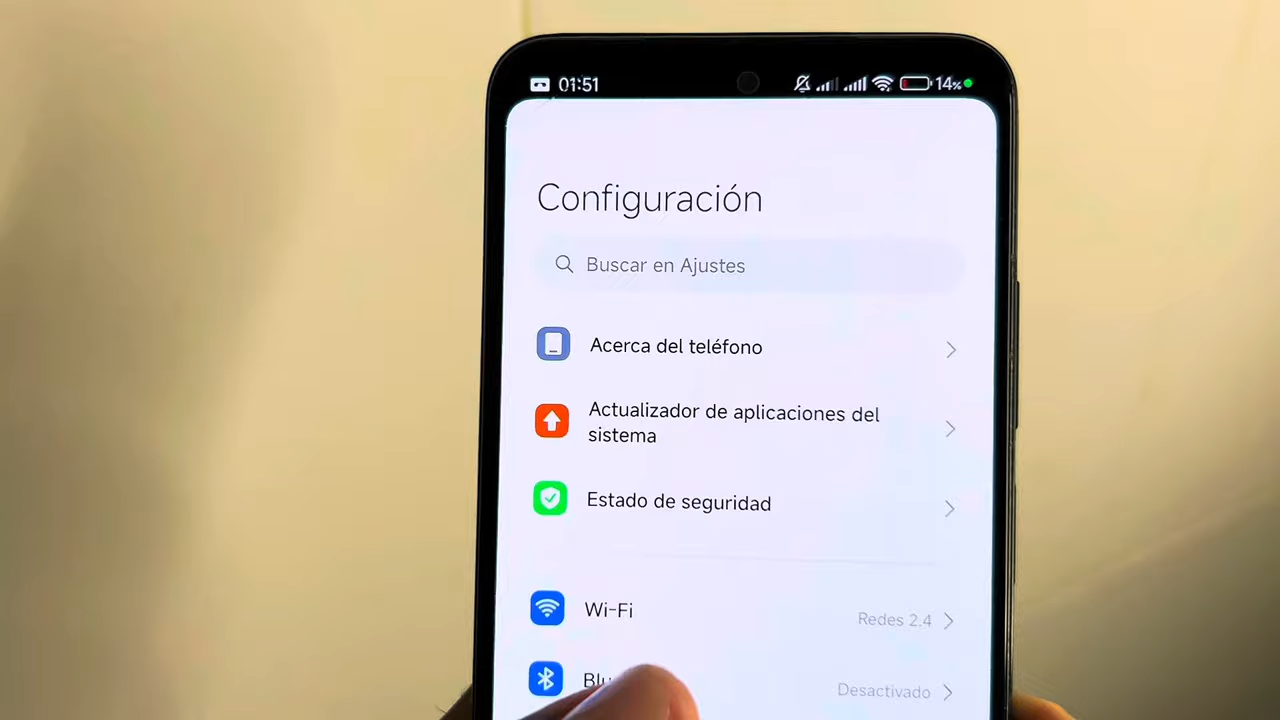 01:51
14%
Configuración
Buscar en Ajustes
Acerca del teléfono
Actualizador de aplicaciones del
sistema
Estado de seguridad
Wi-Fi
Redes 2.4
Desactivado